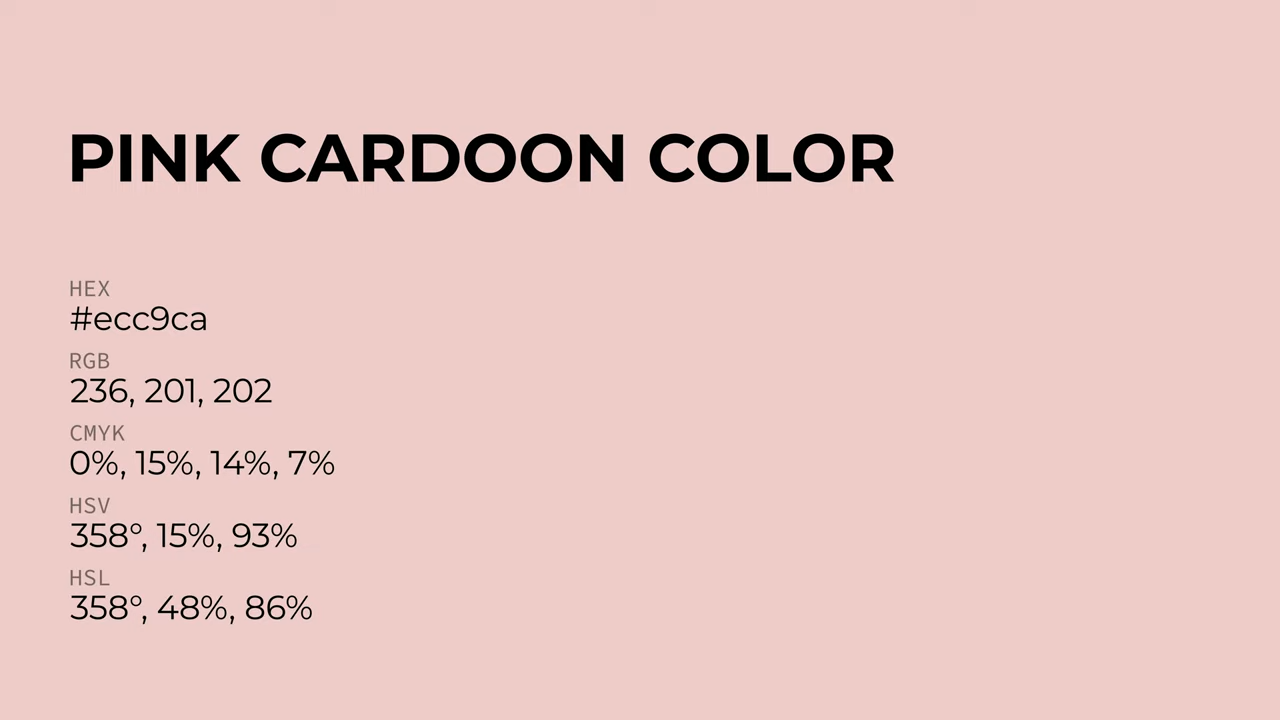 PINK CARDOON COLOR
HEX
#ecc9ca
RGB
236, 201, 202
CMYK
0%, 15%, 14%, 7%
HSV
358°, 15%, 93%
HSL
358°, 48%, 86%